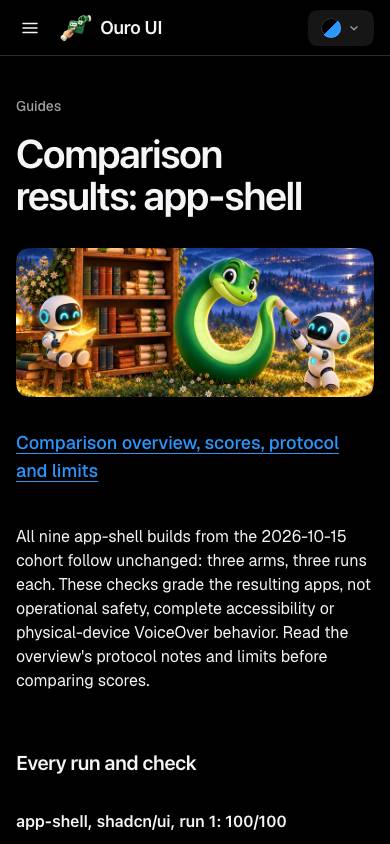 Ouro UI
Guides
Comparison
results: app-shell
Comparison overview, scores, protocol
and limits
All nine app-shell builds from the 2026-10-15
cohort follow unchanged: three arms, three runs
each. These checks grade the resulting apps, not
operational safety, complete accessibility or
physical-device VoiceOver behavior. Read the
overview's protocol notes and limits before
comparing scores.
Every run and check
app-shell, shadcn/ui, run 1: 100/100